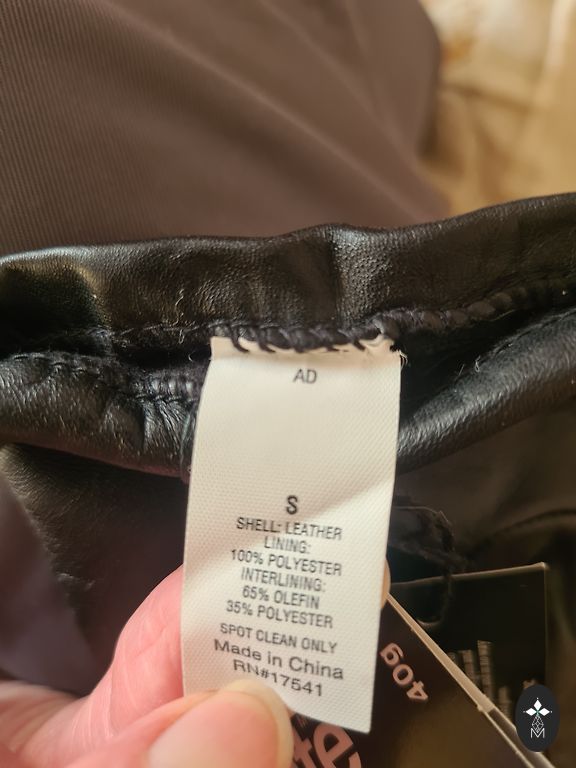 AD
S
SHELL: LEATHER
LINING:
100% POLYESTER
INTERLINING:
65% OLEFIN
35% POLYESTER
SPOT CLEAN ONLY
Made in China
RN#17541
40g
M